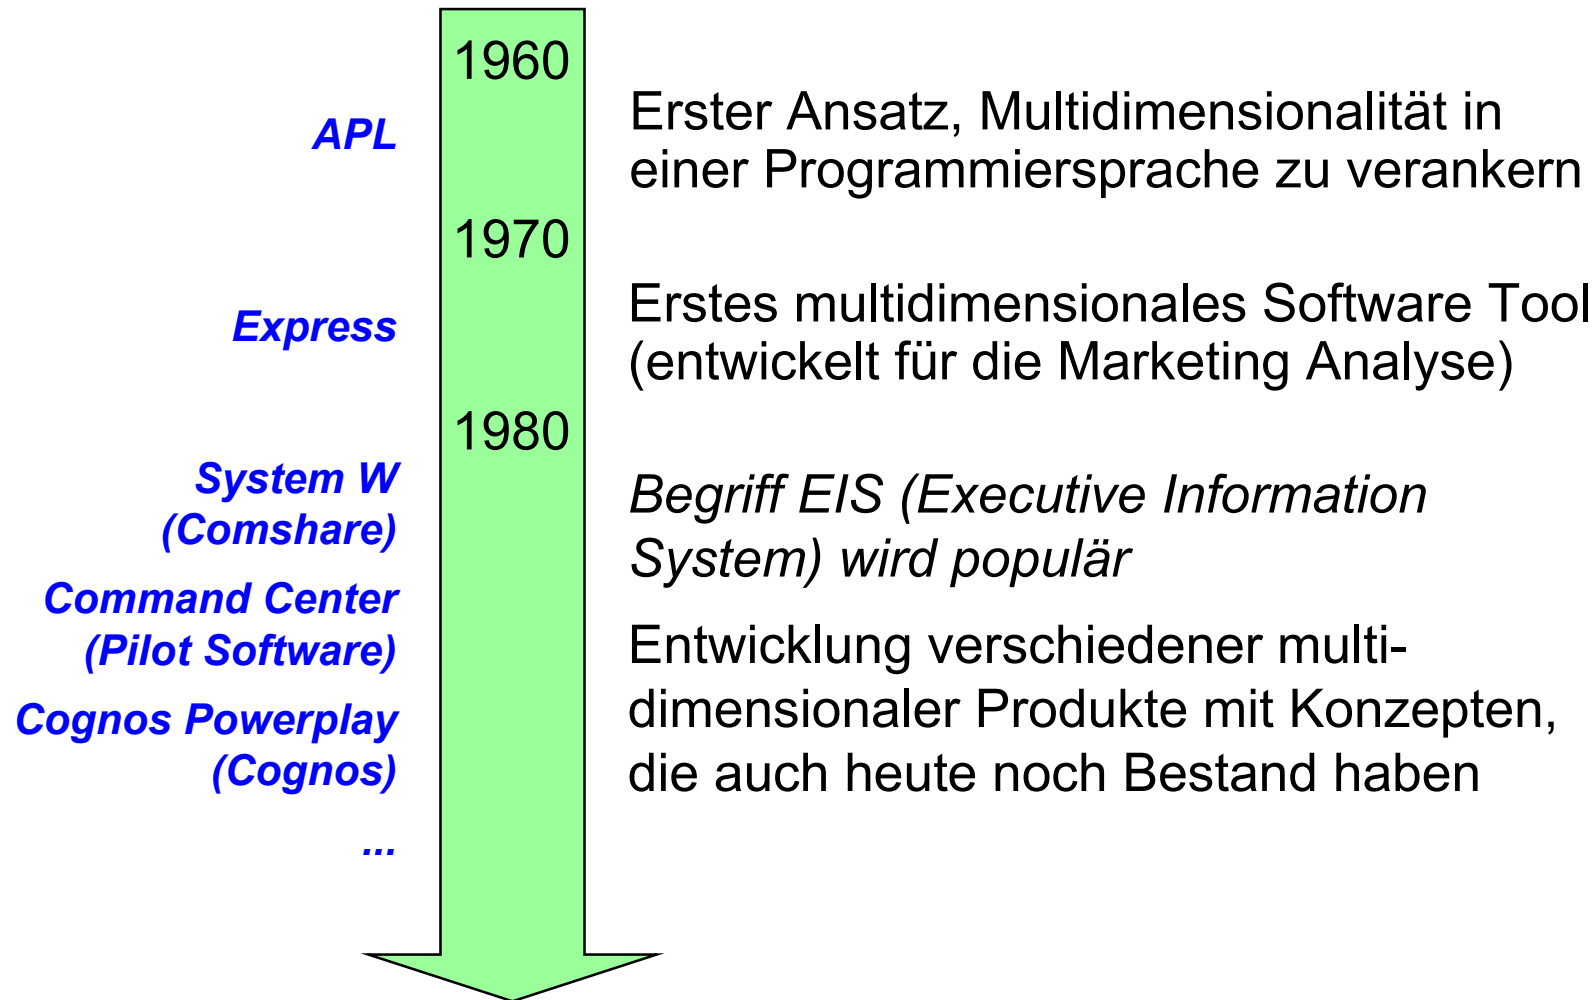 1960
APL
Erster Ansatz, Multidimensionalität in
einer Programmiersprache zu verankern
1970
Express
Erstes multidimensionales Software Tool
(entwickelt für die Marketing Analyse)
1980
System W
(Comshare)
Begriff EIS (Executive Information
System) wird populär
Command Center
(Pilot Software)
Cognos Powerplay
(Cognos)
...
Entwicklung verschiedener multi-
dimensionaler Produkte mit Konzepten,
die auch heute noch Bestand haben